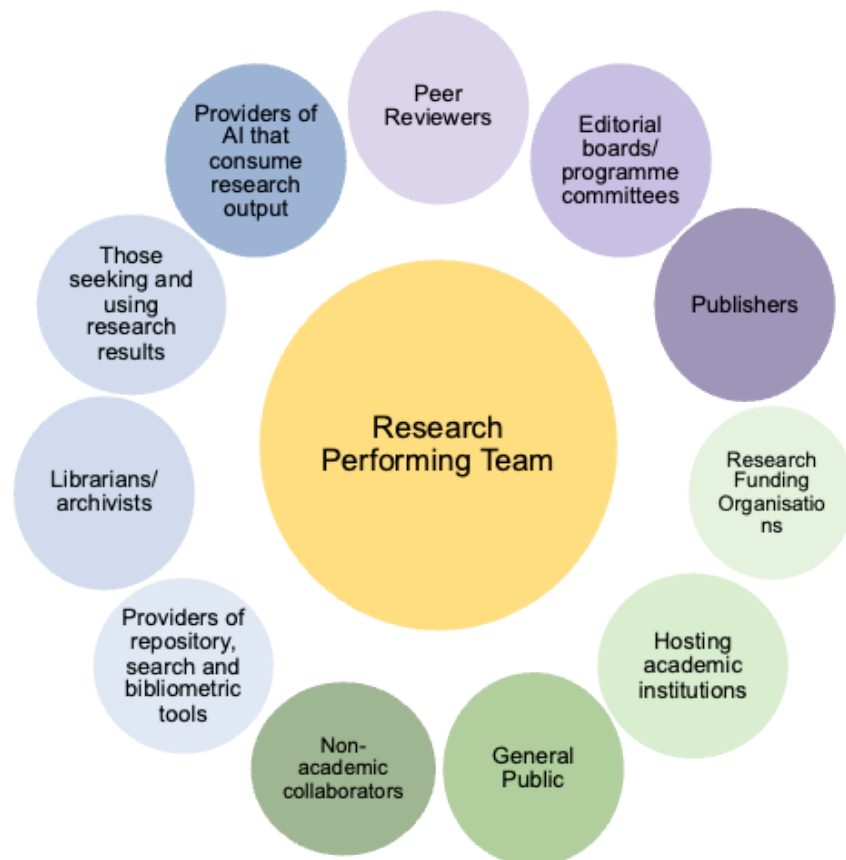 Peer
Reviewers
Editorial
boards/
programme
committees
Publishers
Research
Funding
Organisatio
ns
Hosting
academic
institutions
General
Public
Non-
academic
collaborators
Providers of
repository,
search and
bibliometric
tools
Librarians/
archivists
Those
seeking and
using
research
results
Providers of
AI that
consume
research
output
Research
Performing Team